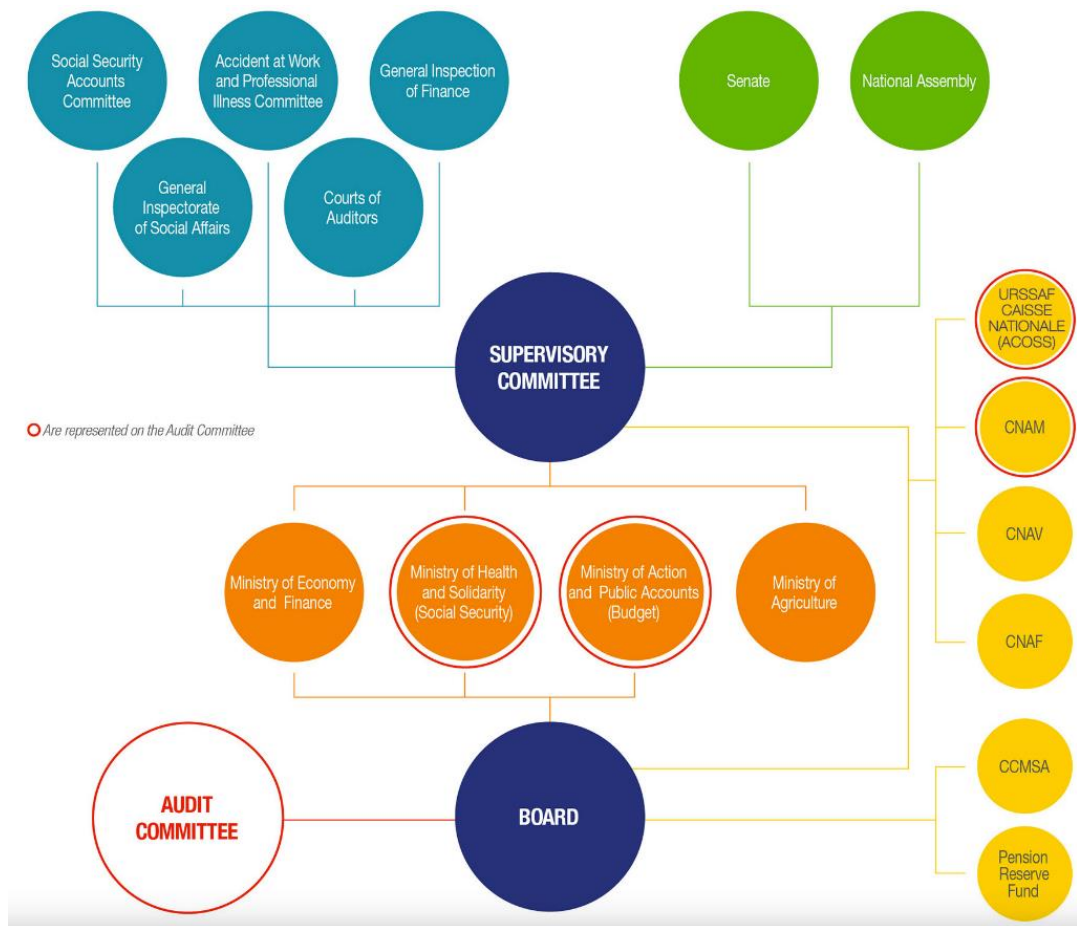 Social Security
Accounts
Committee
Accident at Work
and Professional
Illness Committee
General Inspection
of Finance
Senate
National Assembly
General
Inspectorate
of Social Affairs
Courts of
Auditors
SUPERVISORY
COMMITTEE
URSSAF
CAISSE
NATIONALE
(ACOSS)
CNAM
CNAV
CNAF
Are represented on the Audit Committee
Ministry of Economy
and Finance
Ministry of Health
and Solidarity
(Social Security)
Ministry of Action
and Public Accounts
(Budget)
Ministry of
Agriculture
AUDIT
COMMITTEE
BOARD
CCMSA
Pension
Reserve
Fund